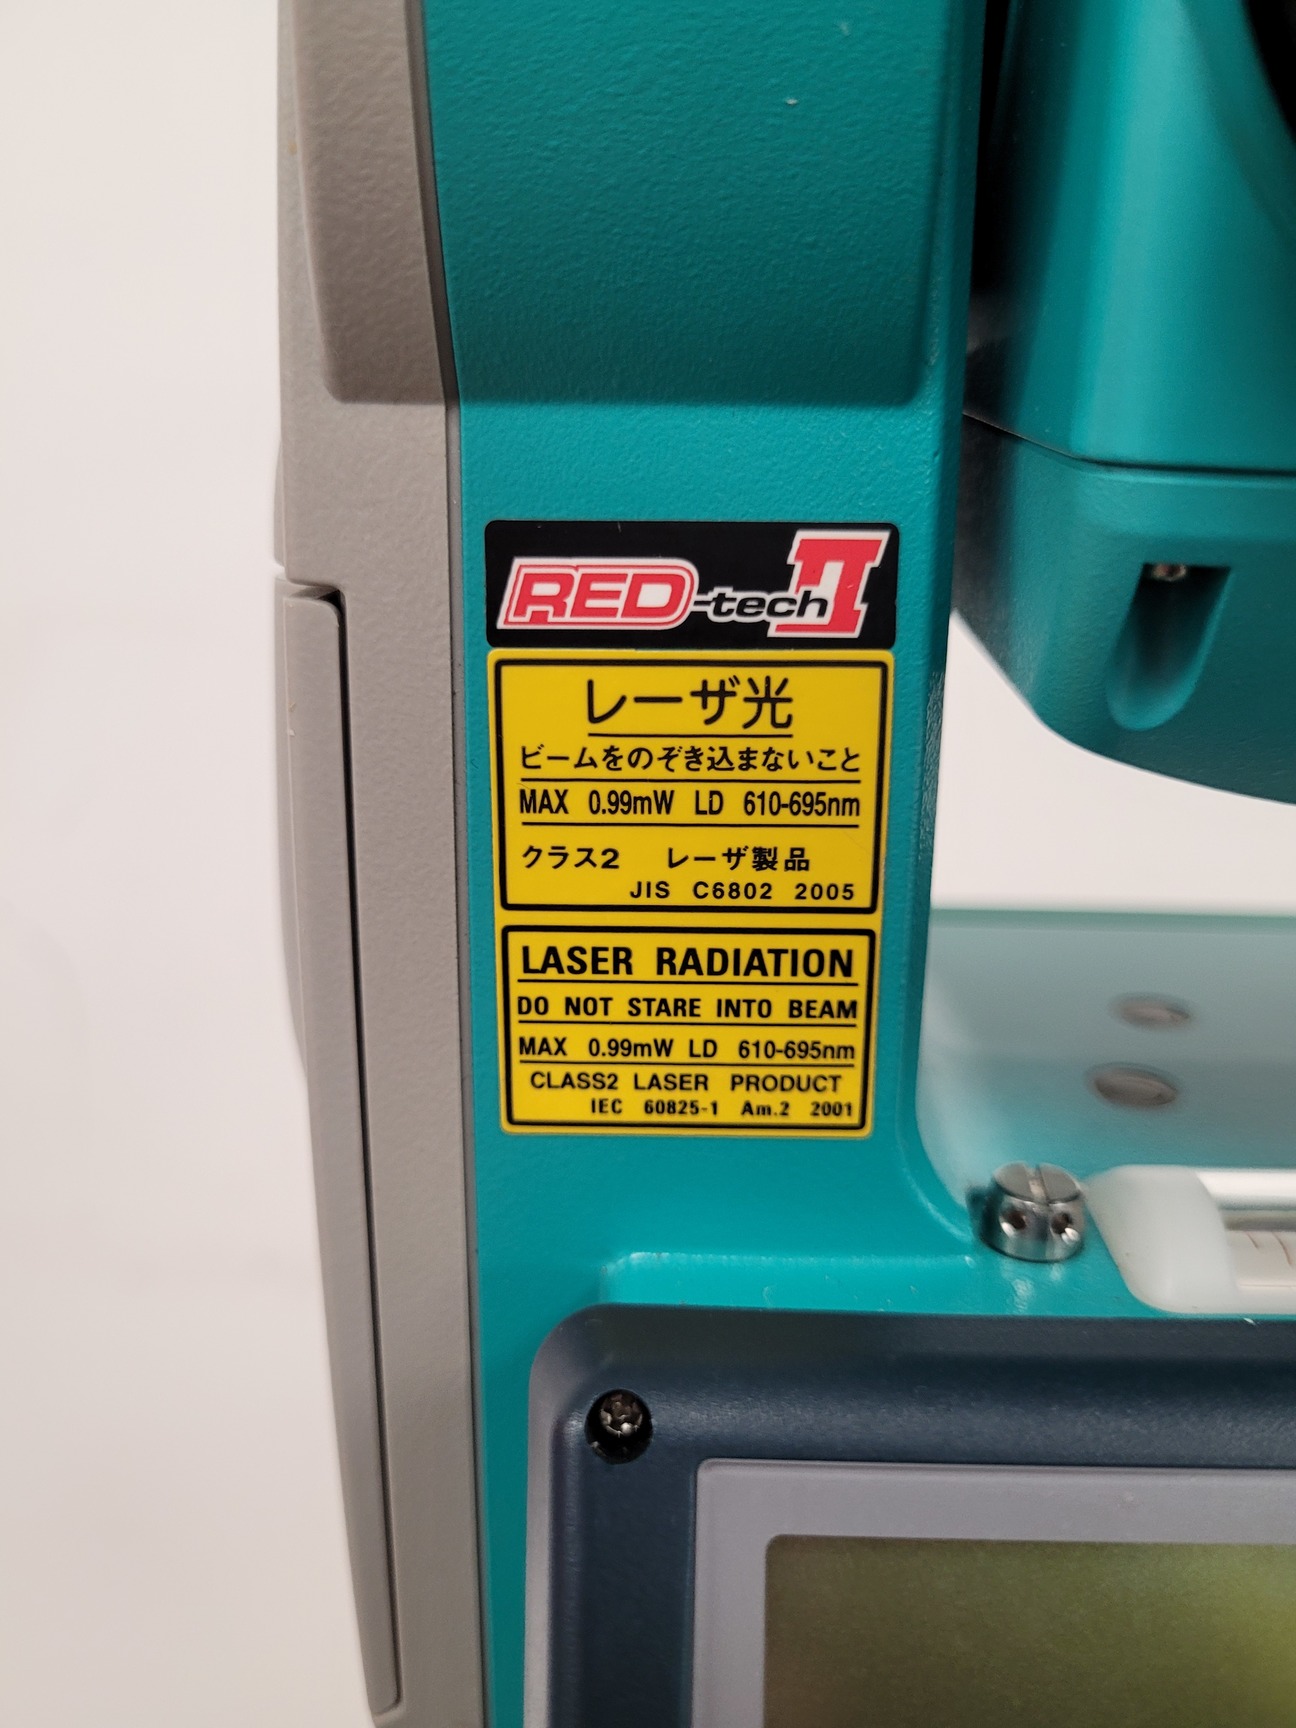 RED-tech II
レーザ光
ビームをのぞき込まないこと
MAX 0.99mW LD 610-695nm
クラス2 レーザ製品
JIS C6802 2005
LASER RADIATION
DO NOT STARE INTO BEAM
MAX 0.99mW LD 610-695nm
CLASS2 LASER PRODUCT
IEC 60825-1 Am.2 2001